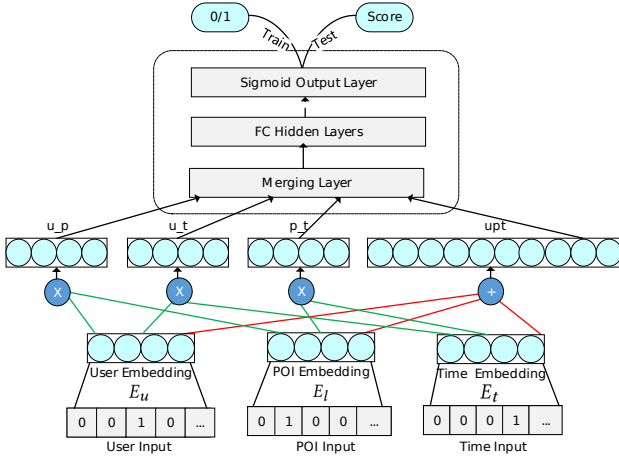 0/1
Score
Train
Test
Sigmoid Output Layer
FC Hidden Layers
Merging Layer
u_p
u_t
p_t
upt
X
X
X
+
User Embedding
POI Embedding
Time Embedding
E_u
E_l
E_t
0 0 1 0 ...
0 1 0 0 ...
0 0 0 1 ...
User Input
POI Input
Time Input